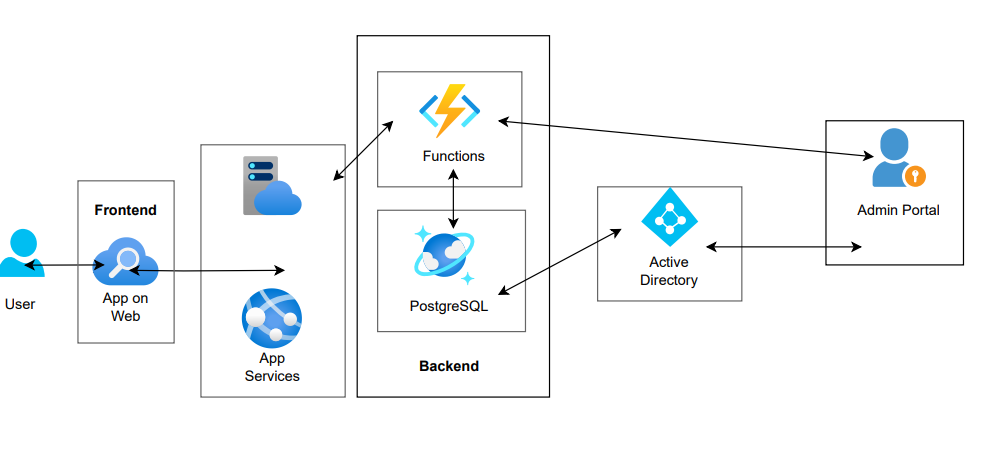 User
Frontend
App on
Web
App
Services
Functions
PostgreSQL
Backend
Active
Directory
Admin Portal